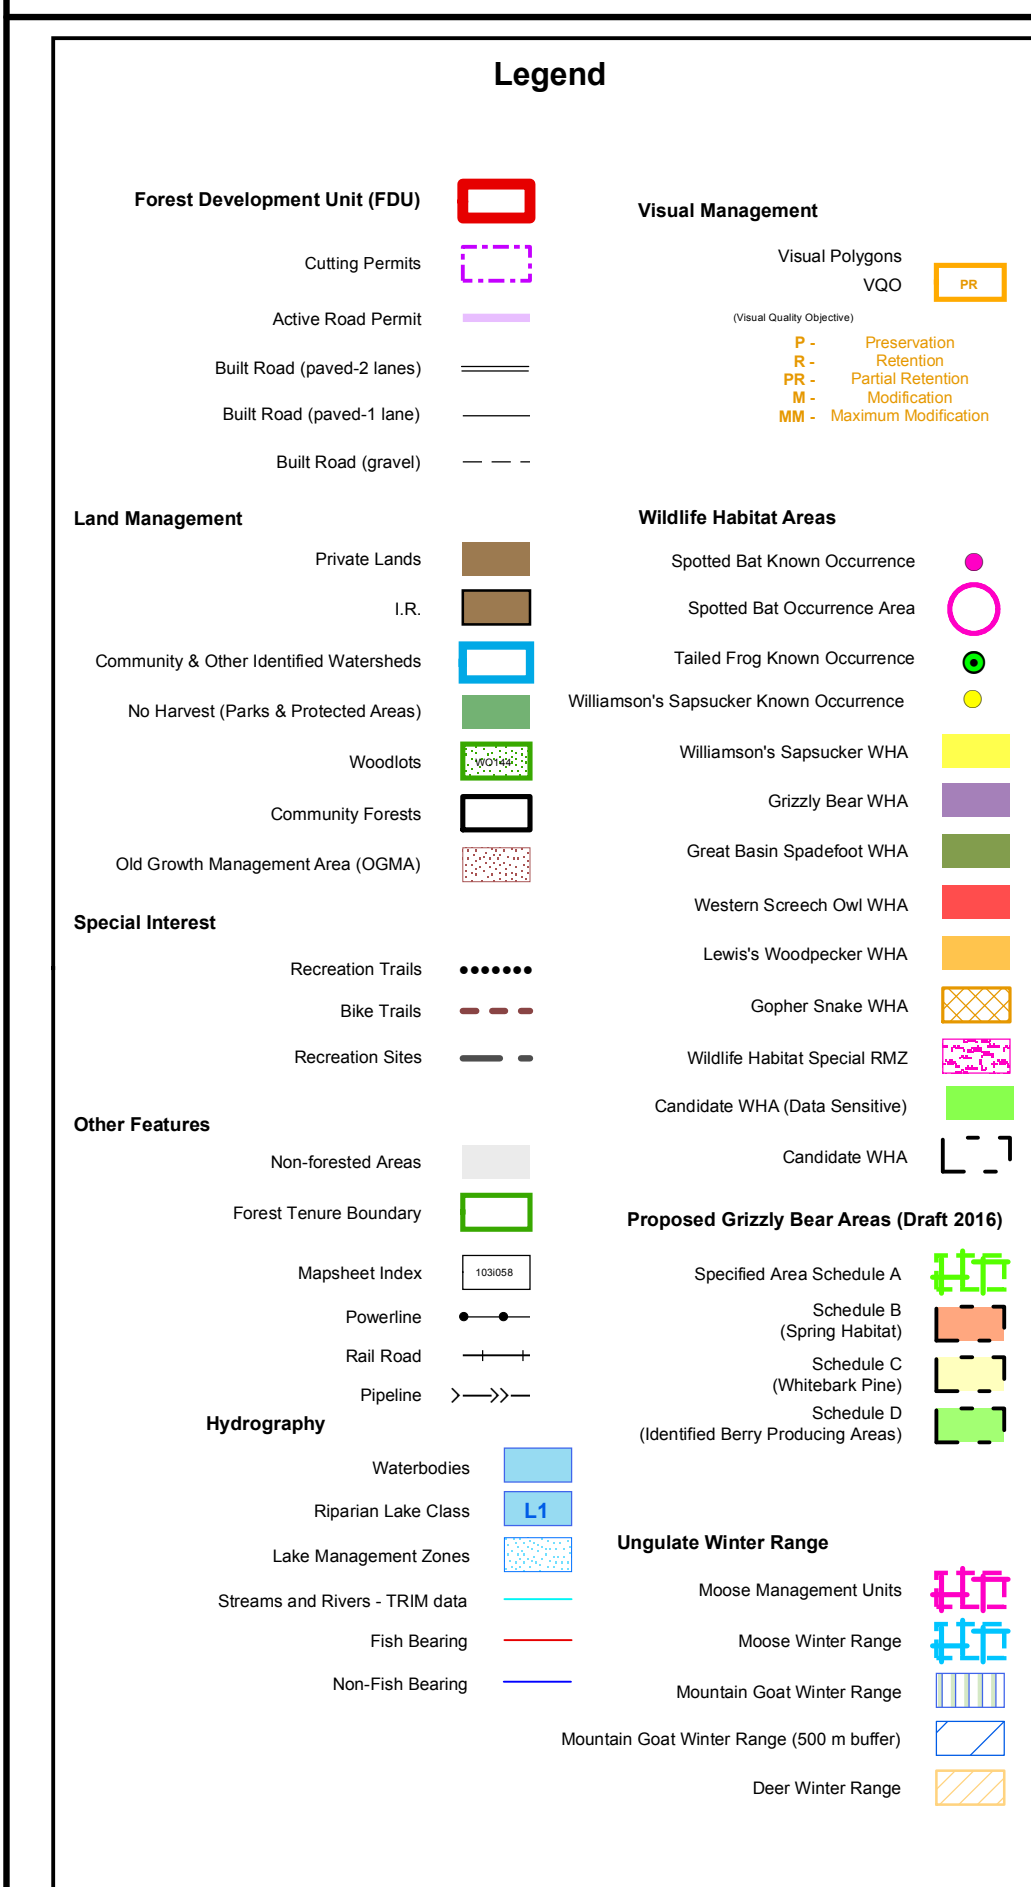 Legend
Forest Development Unit (FDU)
Cutting Permits
Active Road Permit
Built Road (paved-2 lanes)
Built Road (paved-1 lane)
Built Road (gravel)
Land Management
Private Lands
I.R.
Community & Other Identified Watersheds
No Harvest (Parks & Protected Areas)
Woodlots
WO144
Community Forests
Old Growth Management Area (OGMA)
Special Interest
Recreation Trails
Bike Trails
Recreation Sites
Other Features
Non-forested Areas
Forest Tenure Boundary
Mapsheet Index
103i058
Powerline
Rail Road
Pipeline
Hydrography
Waterbodies
Riparian Lake Class
L1
Lake Management Zones
Streams and Rivers - TRIM data
Fish Bearing
Non-Fish Bearing
Visual Management
Visual Polygons
VQO
PR
(Visual Quality Objective)
P - Preservation
R - Retention
PR - Partial Retention
M - Modification
MM - Maximum Modification
Wildlife Habitat Areas
Spotted Bat Known Occurrence
Spotted Bat Occurrence Area
Tailed Frog Known Occurrence
Williamson's Sapsucker Known Occurrence
Williamson's Sapsucker WHA
Grizzly Bear WHA
Great Basin Spadefoot WHA
Western Screech Owl WHA
Lewis's Woodpecker WHA
Gopher Snake WHA
Wildlife Habitat Special RMZ
Candidate WHA (Data Sensitive)
Candidate WHA
Proposed Grizzly Bear Areas (Draft 2016)
Specified Area Schedule A
Schedule B
(Spring Habitat)
Schedule C
(Whitebark Pine)
Schedule D
(Identified Berry Producing Areas)
Ungulate Winter Range
Moose Management Units
Moose Winter Range
Mountain Goat Winter Range
Mountain Goat Winter Range (500 m buffer)
Deer Winter Range